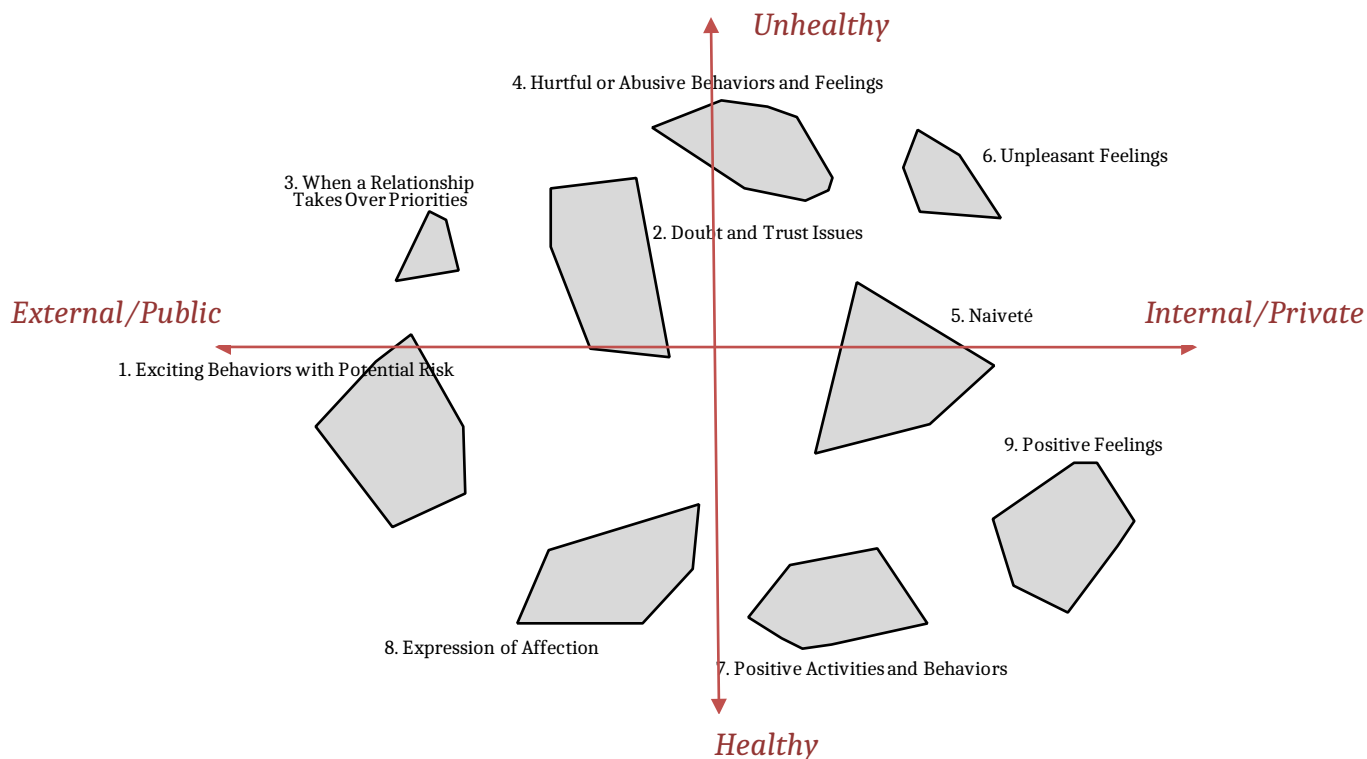 Unhealthy
4. Hurtful or Abusive Behaviors and Feelings
6. Unpleasant Feelings
3. When a Relationship
Takes Over Priorities
2. Doubt and Trust Issues
External/Public
5. Naiveté
Internal/Private
1. Exciting Behaviors with Potential Risk
9. Positive Feelings
8. Expression of Affection
7. Positive Activities and Behaviors
Healthy